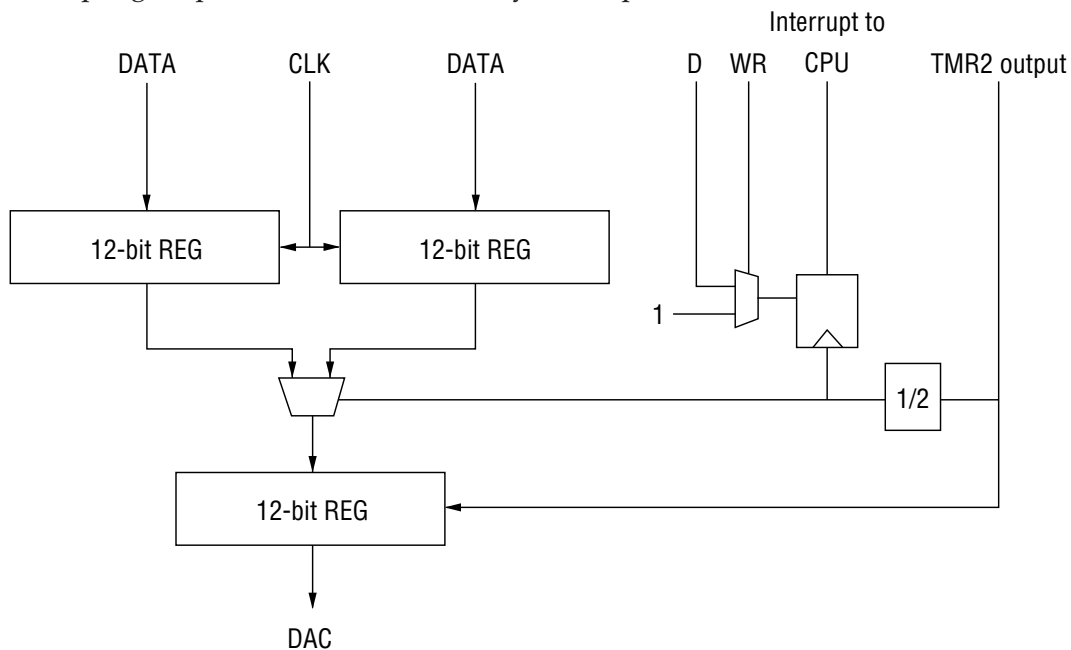 Interrupt to
DATA CLK DATA D WR CPU TMR2 output
12-bit REG 12-bit REG
1
1/2
12-bit REG
DAC